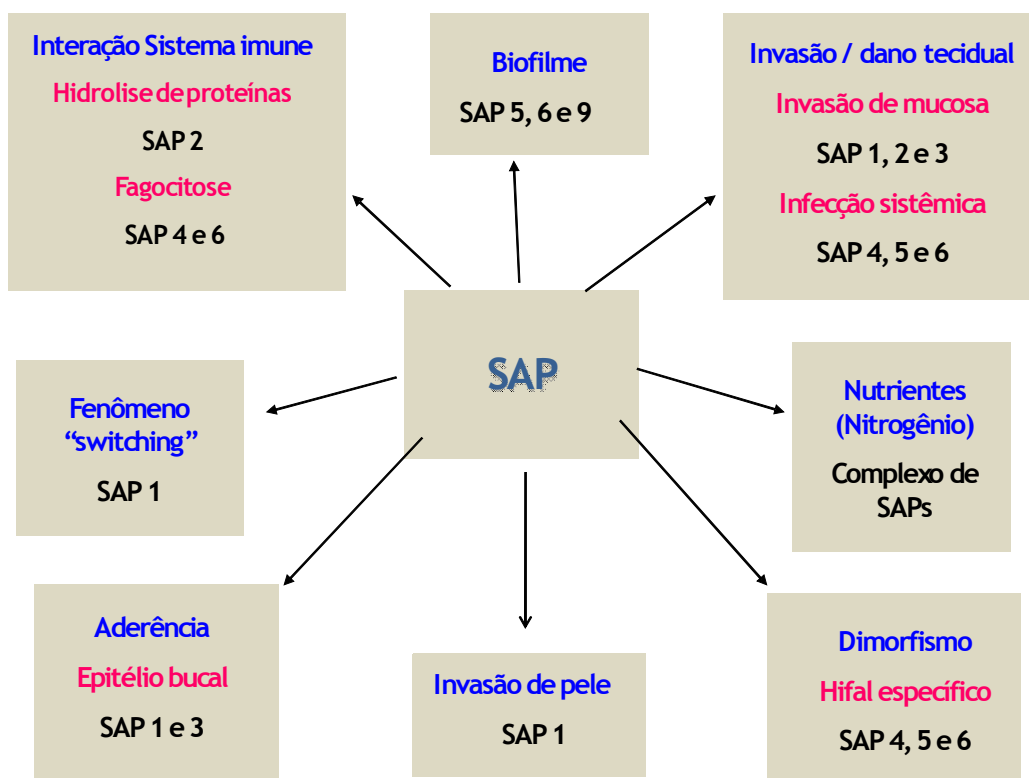 Interação Sistema imune
Hidrolise de proteínas
SAP 2
Fagocitose
SAP 4 e 6
Biofilme
SAP 5, 6 e 9
Invasão / dano tecidual
Invasão de mucosa
SAP 1, 2 e 3
Infecção sistêmica
SAP 4, 5 e 6
SAP
Fenômeno
“switching”
SAP 1
Nutrientes
(Nitrogênio)
Complexo de
SAPs
Aderência
Epitélio bucal
SAP 1 e 3
Invasão de pele
SAP 1
Dimorfismo
Hifal específico
SAP 4, 5 e 6